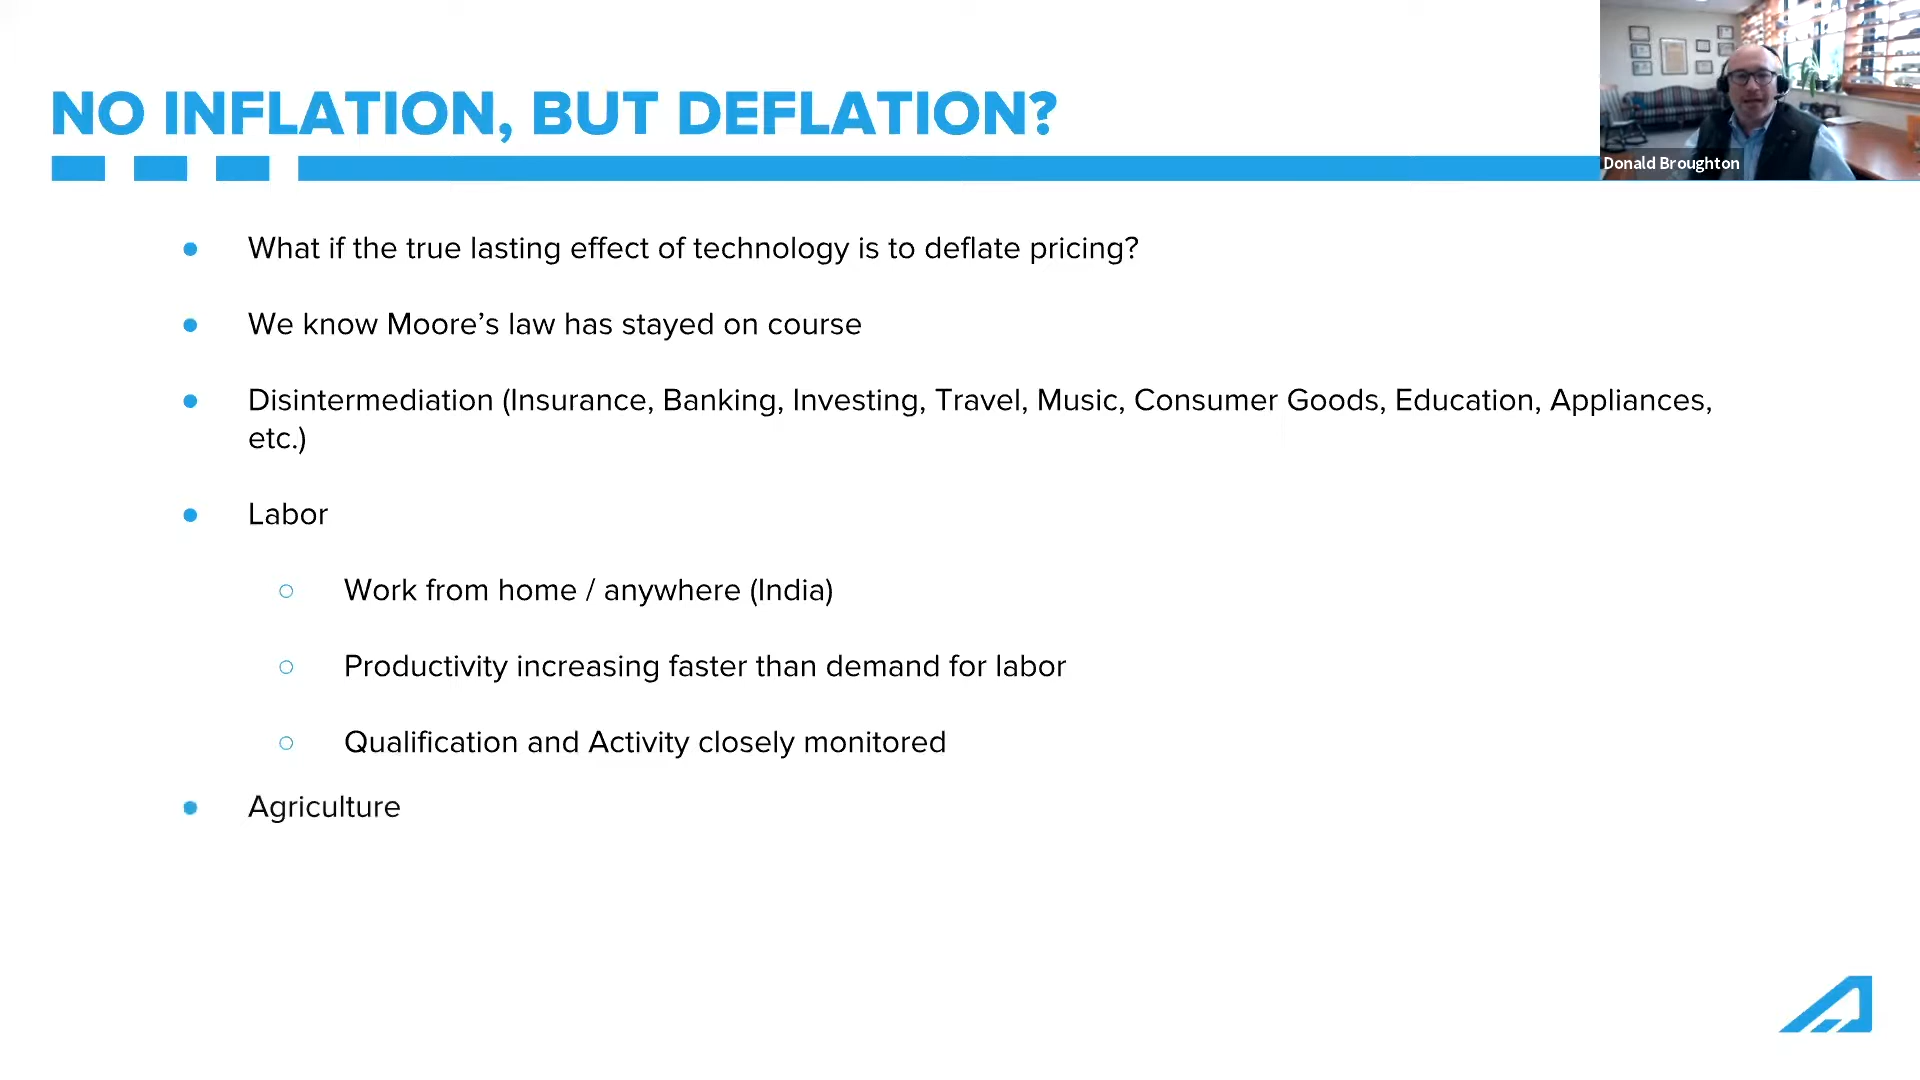 NO INFLATION, BUT DEFLATION?
Donald Broughton
What if the true lasting effect of technology is to deflate pricing?
We know Moore’s law has stayed on course
Disintermediation (Insurance, Banking, Investing, Travel, Music, Consumer Goods, Education, Appliances,
etc.)
Labor
Work from home / anywhere (India)
Productivity increasing faster than demand for labor
Qualification and Activity closely monitored
Agriculture